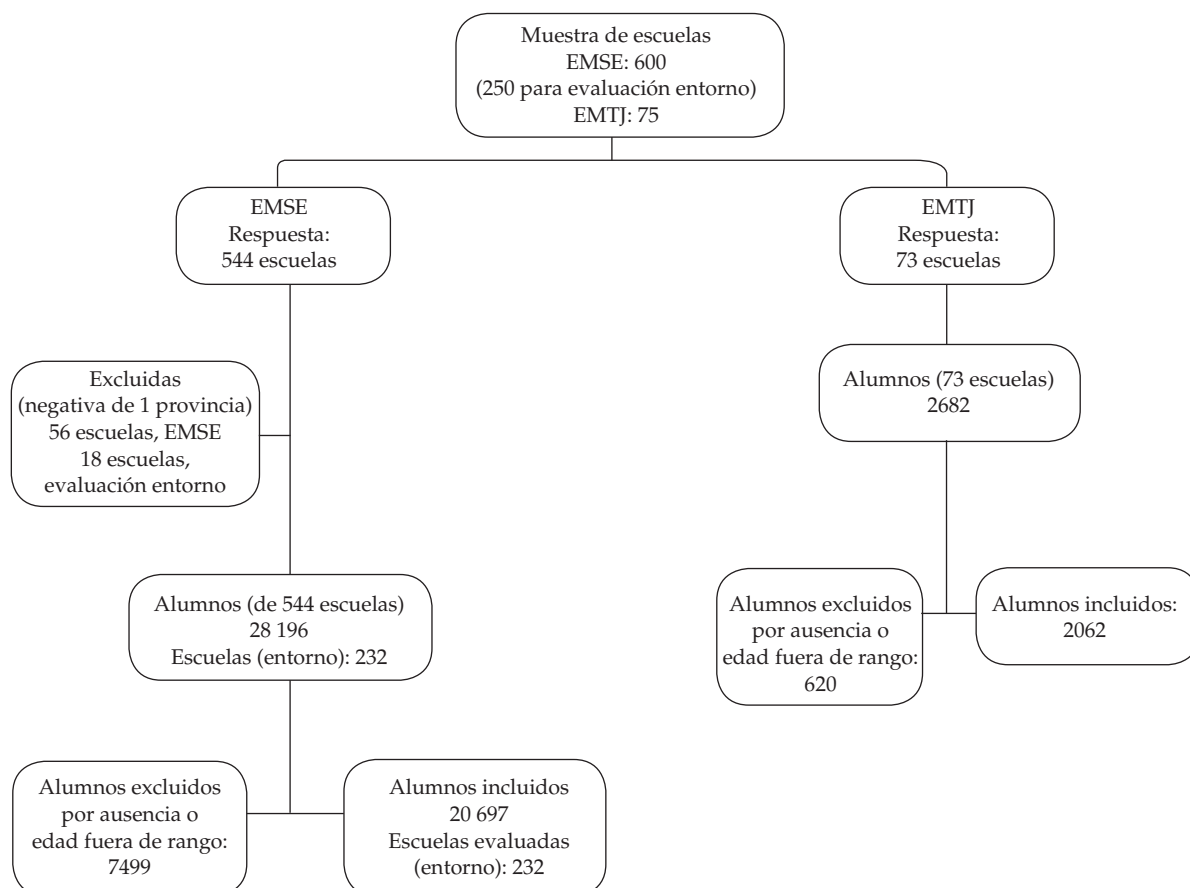 Muestra de escuelas
EMSE: 600
(250 para evaluación entorno)
EMTJ: 75
EMSE
Respuesta:
544 escuelas
EMTJ
Respuesta:
73 escuelas
Excluidas
(negativa de 1 provincia)
56 escuelas, EMSE
18 escuelas,
evaluación entorno
Alumnos (73 escuelas)
2682
Alumnos (de 544 escuelas)
28 196
Escuelas (entorno): 232
Alumnos excluidos
por ausencia o
edad fuera de rango:
620
Alumnos incluidos:
2062
Alumnos excluidos
por ausencia o
edad fuera de rango:
7499
Alumnos incluidos
20 697
Escuelas evaluadas
(entorno): 232